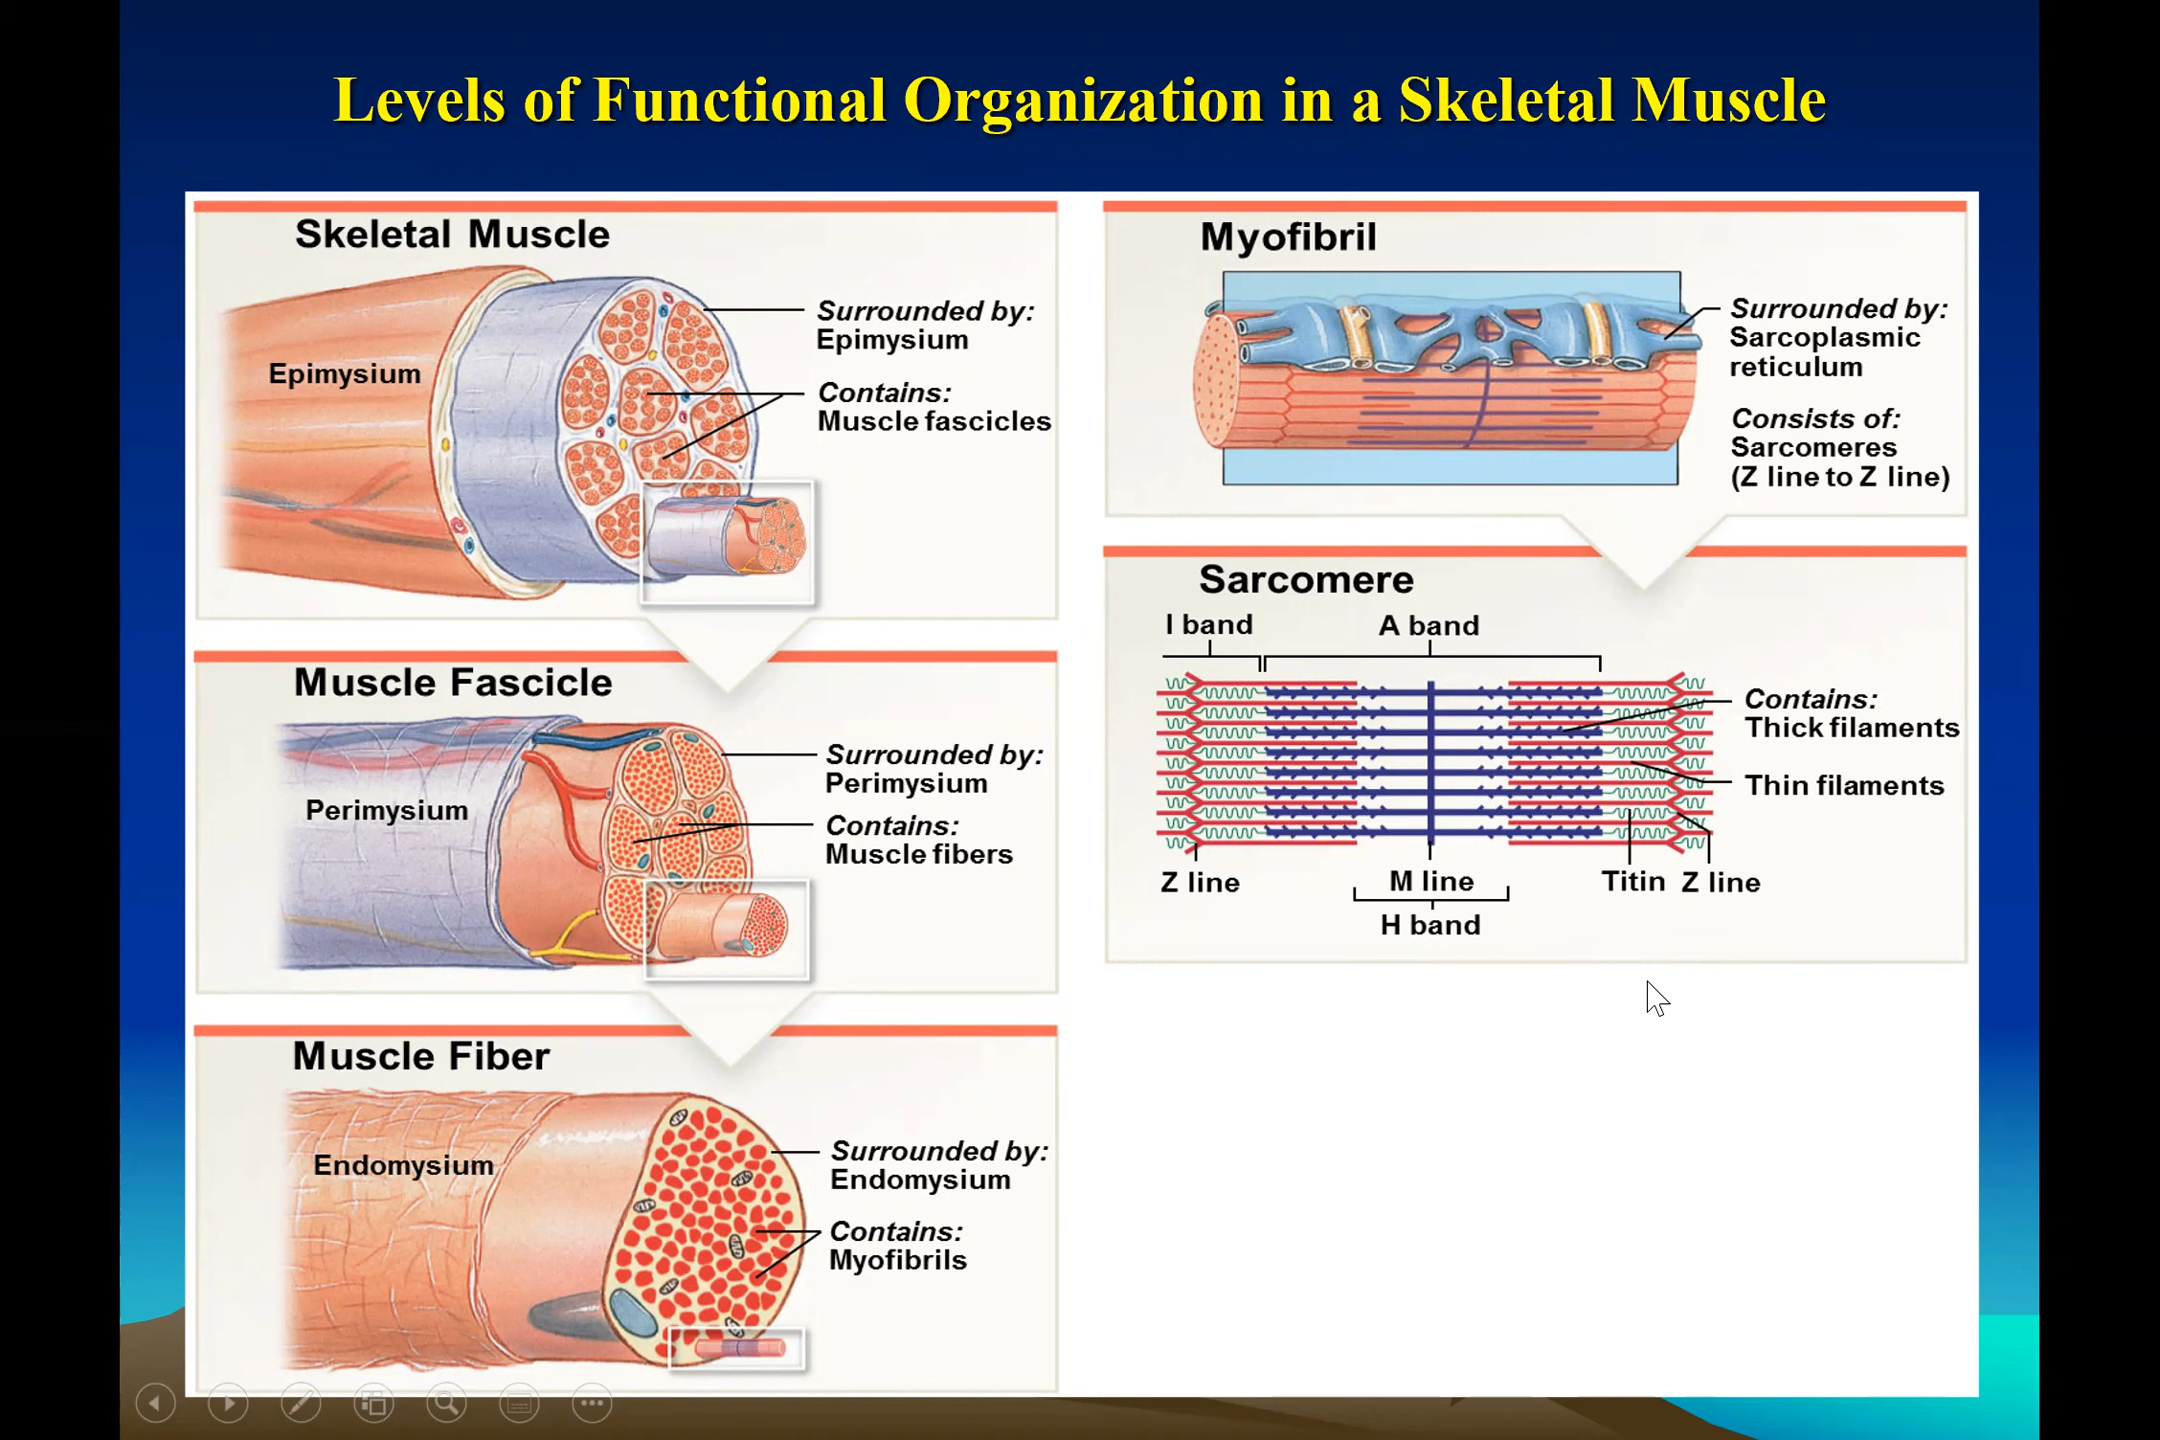 Levels of Functional Organization in a Skeletal Muscle
Skeletal Muscle
Epimysium
Surrounded by:
Epimysium
Contains:
Muscle fascicles
Muscle Fascicle
Perimysium
Surrounded by:
Perimysium
Contains:
Muscle fibers
Muscle Fiber
Endomysium
Surrounded by:
Endomysium
Contains:
Myofibrils
Myofibril
Surrounded by:
Sarcoplasmic
reticulum
Consists of:
Sarcomeres
(Z line to Z line)
Sarcomere
I band
A band
Contains:
Thick filaments
Thin filaments
Z line
M line
Titin
Z line
H band